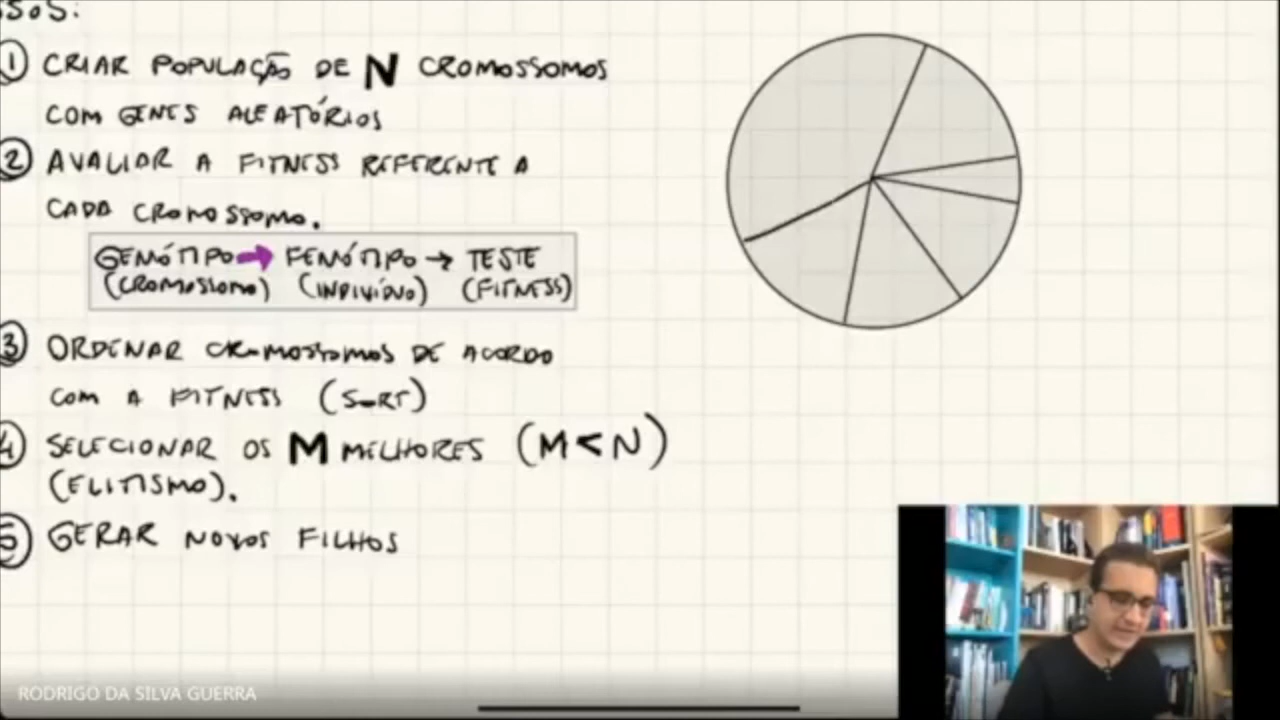 SSOS:
① CRIAR POPULAÇÃO DE N CROMOSSOMOS
COM GENES ALEATÓRIOS
② AVALIAR A FITNESS REFERENTE A
CADA CROMOSSOMO.
GENÓTIPO → FENÓTIPO → TESTE
(CROMOSSOMO) (INDIVÍDUO) (FITNESS)
③ ORDENAR CROMOSSOMOS DE ACORDO
COM A FITNESS (SORT)
④ SELECIONAR OS M MELHORES (M < N)
(ELITISMO).
⑤ GERAR NOVOS FILHOS
RODRIGO DA SILVA GUERRA